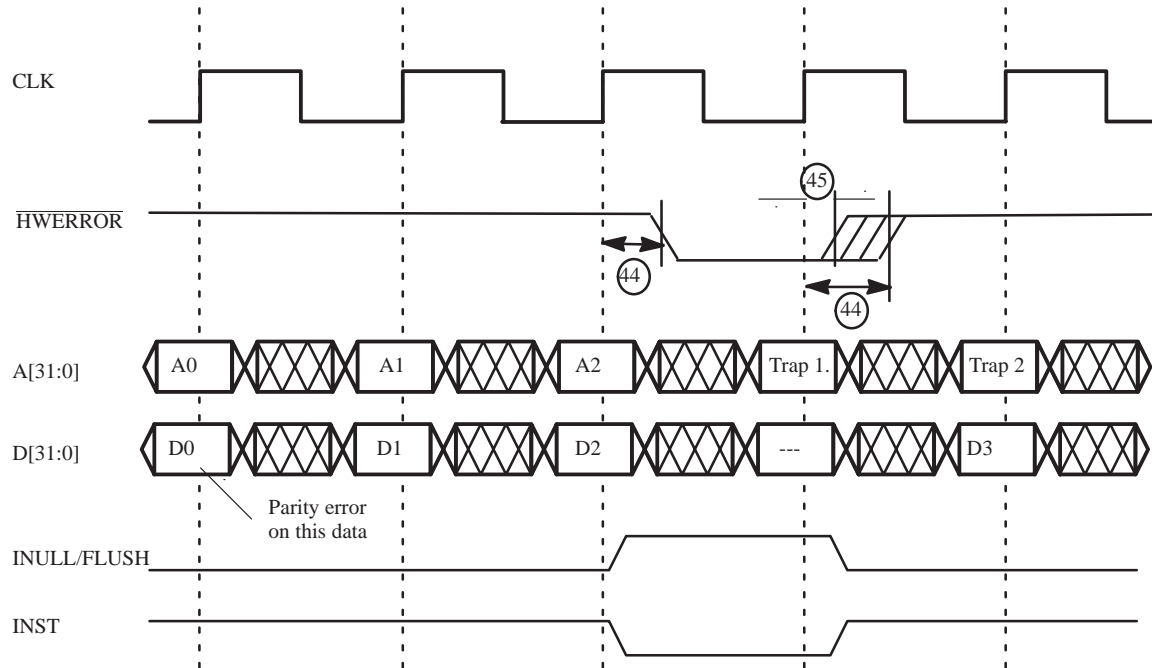 CLK
45
HWERROR
44
44
A[31:0]
A0
A1
A2
Trap 1.
Trap 2
D[31:0]
D0
D1
D2
---
D3
Parity error
on this data
INULL/FLUSH
INST